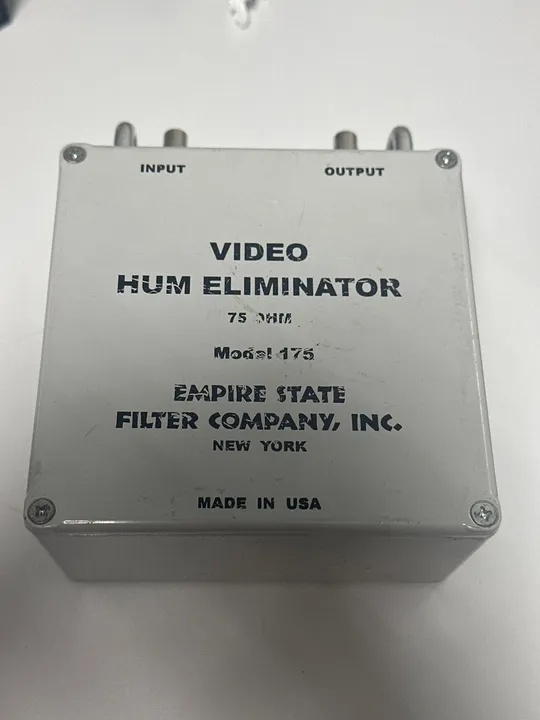 INPUT
OUTPUT
VIDEO
HUM ELIMINATOR
75 OHM
Model 175
EMPIRE STATE
FILTER COMPANY, INC.
NEW YORK
MADE IN USA